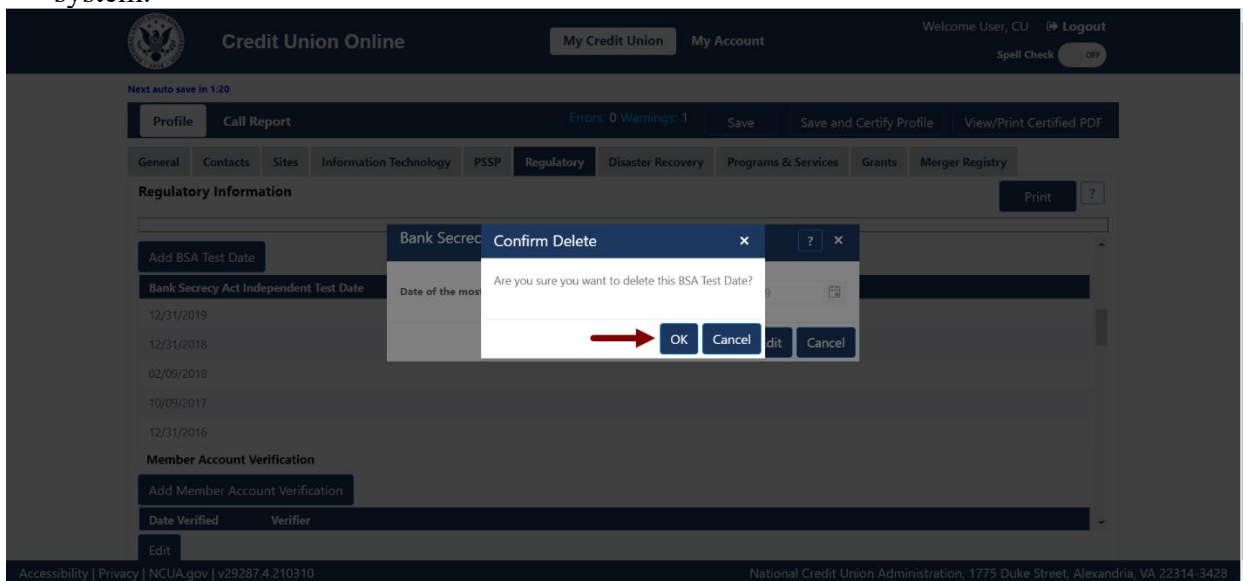 system.
Credit Union Online
My Credit Union My Account
Welcome User, CU Logout
Spell Check OFF
Next auto save in 1:20
Profile Call Report Errors: 0 Warnings: 1 Save Save and Certify Profile View/Print Certified PDF
General Contacts Sites Information Technology PSSP Regulatory Disaster Recovery Programs & Services Grants Merger Registry
Regulatory Information Print ?
Add BSA Test Date
Bank Secrecy Act Independent Test Date
12/31/2019
12/31/2018
02/09/2018
10/09/2017
12/31/2016
Bank Secrec ? ×
Date of the most 9
dit Cancel
Confirm Delete ×
Are you sure you want to delete this BSA Test Date?
OK Cancel
Member Account Verification
Add Member Account Verification
Date Verified Verifier
Edit
Accessibility | Privacy | NCUA.gov | v29287.4.210310 National Credit Union Administration, 1775 Duke Street, Alexandria, VA 22314-3428